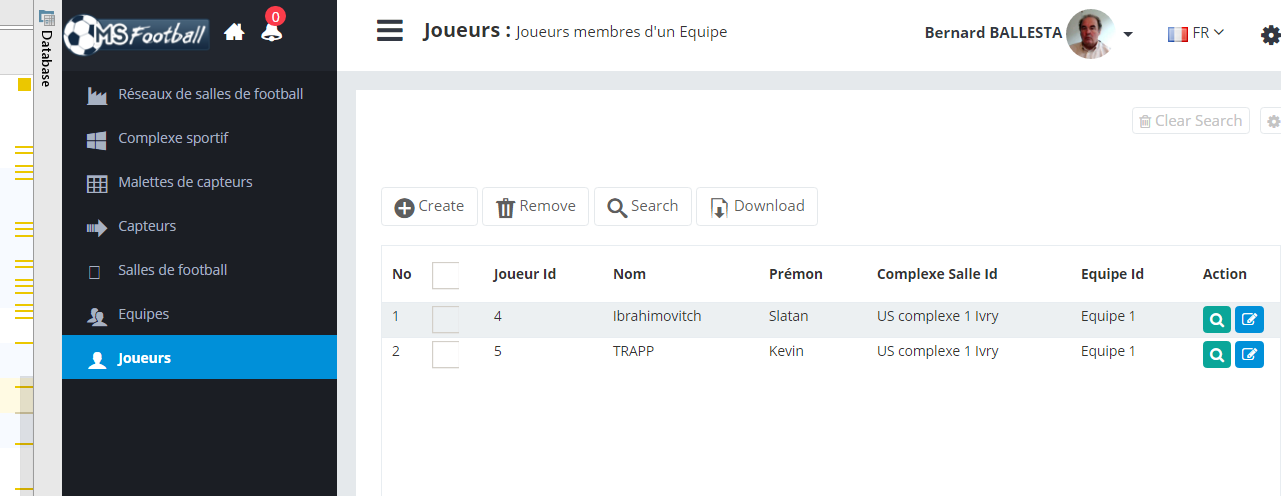 Database
MS Football
0
Joueurs : Joueurs membres d'un Equipe
Bernard BALLESTA
FR
Réseaux de salles de football
Complexe sportif
Malettes de capteurs
Capteurs
Salles de football
Equipes
Joueurs
Clear Search
Create Remove Search Download
No Joueur Id Nom Prémon Complexe Salle Id Equipe Id Action
1 4 Ibrahimovitch Slatan US complexe 1 Ivry Equipe 1
2 5 TRAPP Kevin US complexe 1 Ivry Equipe 1